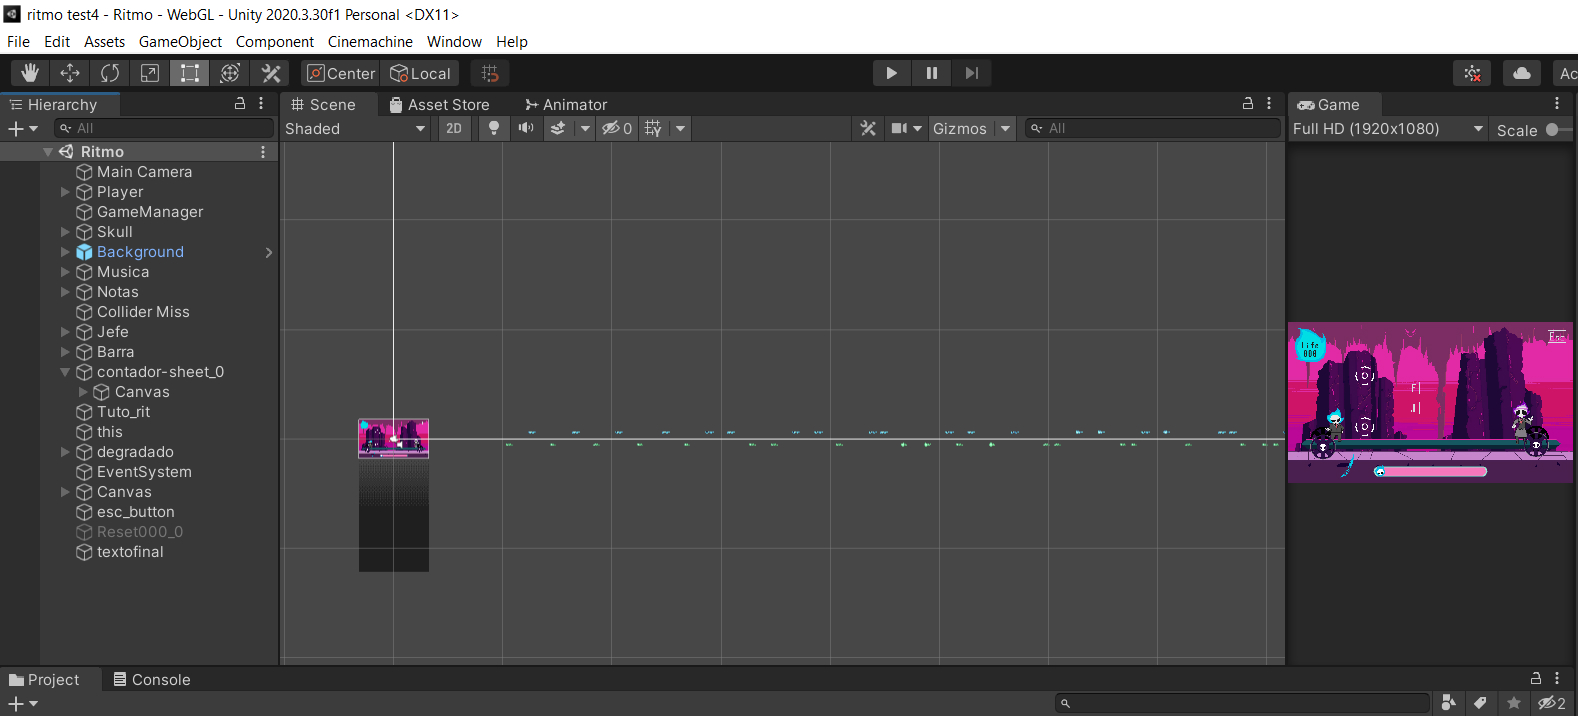 ritmo test4 - Ritmo - WebGL - Unity 2020.3.30f1 Personal <DX11>
File Edit Assets GameObject Component Cinemachine Window Help
Center Local Ac
Hierarchy
All
Ritmo
Main Camera
Player
GameManager
Skull
Background
Musica
Notas
Collider Miss
Jefe
Barra
contador-sheet_0
Canvas
Tuto_rit
this
degradado
EventSystem
Canvas
esc_button
Reset000_0
textofinal
Scene Asset Store Animator
Shaded 2D 0 Gizmos All
Game
Full HD (1920x1080) Scale
life
000
Esc
F
J
Project Console
2